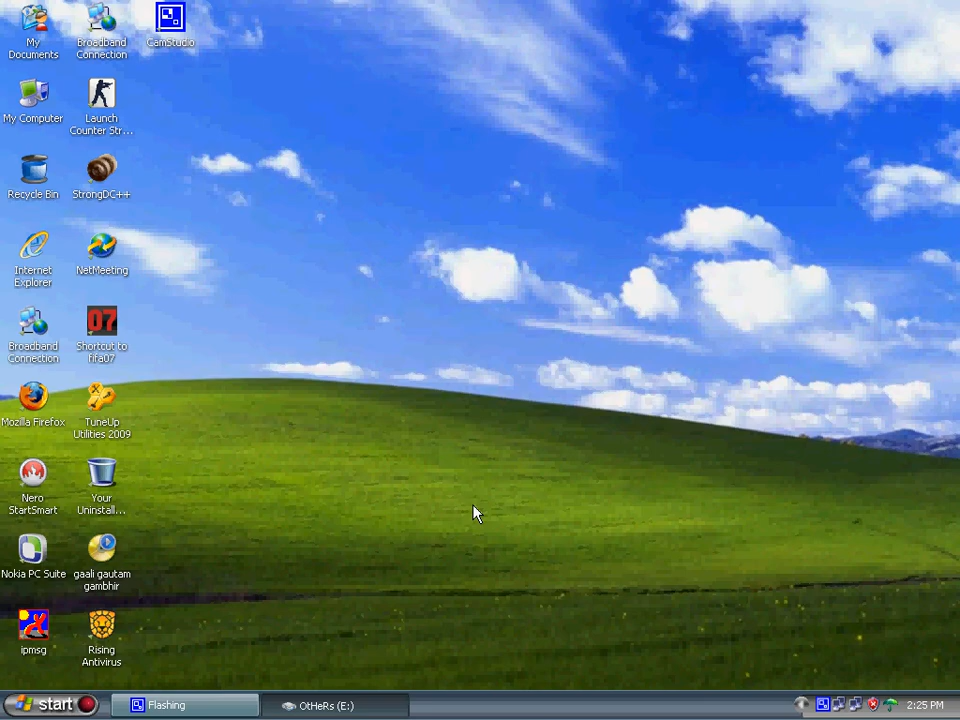 My
Documents
Broadband
Connection
CamStudio
My Computer
Launch
Counter Str...
Recycle Bin
StrongDC++
Internet
Explorer
NetMeeting
Broadband
Connection
07
Shortcut to
fifa07
Mozilla Firefox
TuneUp
Utilities 2009
Nero
StartSmart
Your
Uninstall...
Nokia PC Suite
gaali gautam
gambhir
ipmsg
Rising
Antivirus
start
Flashing
OtHeRs (E:)
2:25 PM